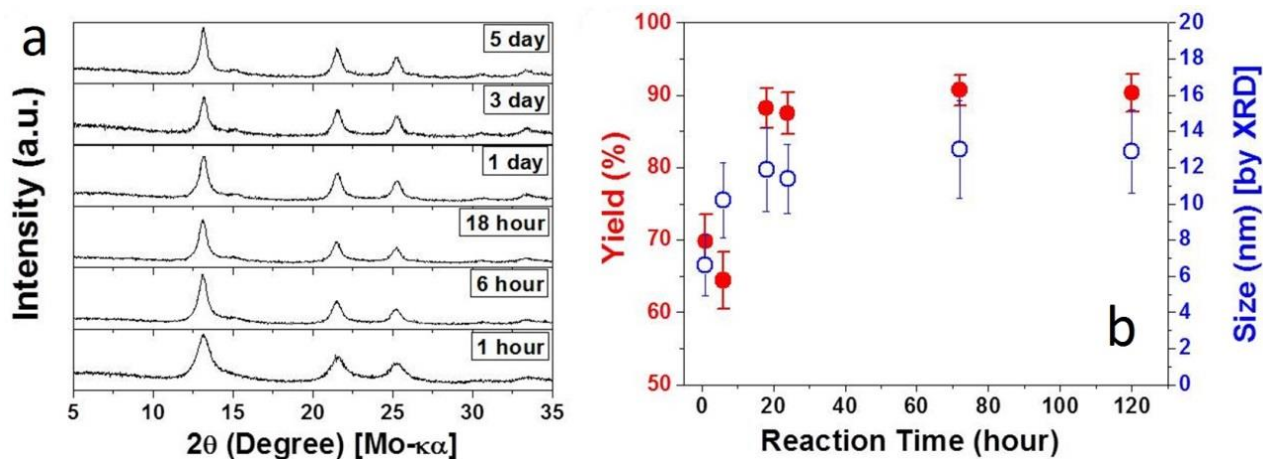 a
Intensity (a.u.)
5 day
3 day
1 day
18 hour
6 hour
1 hour
5 10 15 20 25 30 35
2θ (Degree) [Mo-κα]
b
Yield (%)
100
90
80
70
60
50
20
18
16
14
12
10
8
6
4
2
0
Size (nm) [by XRD]
0 20 40 60 80 100 120
Reaction Time (hour)